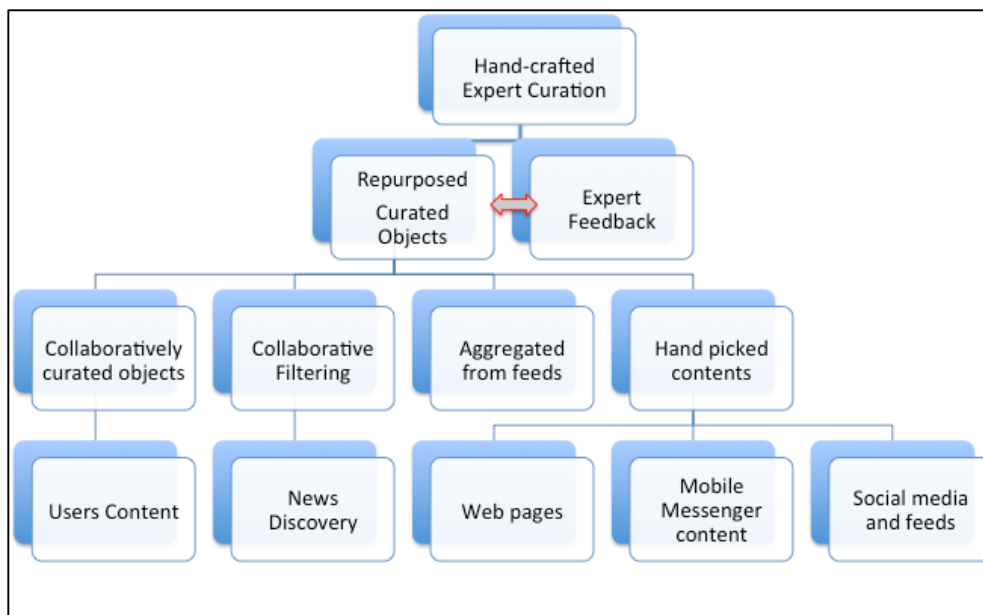 Hand-crafted
Expert Curation
Repurposed
Curated
Objects
Expert
Feedback
Collaboratively
curated objects
Collaborative
Filtering
Aggregated
from feeds
Hand picked
contents
Users Content
News
Discovery
Web pages
Mobile
Messenger
content
Social media
and feeds